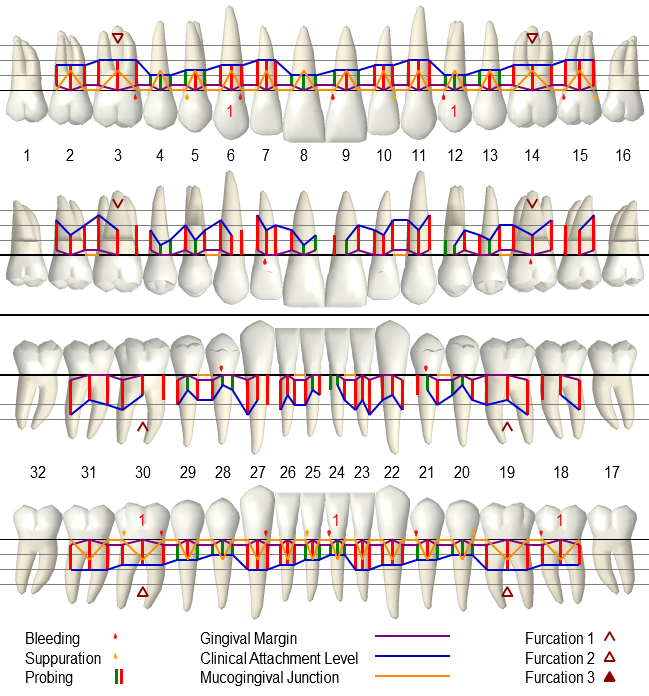 1 1
1 2 3 4 5 6 7 8 9 10 11 12 13 14 15 16
32 31 30 29 28 27 26 25 24 23 22 21 20 19 18 17
1 1 1
Bleeding Gingival Margin Furcation 1
Suppuration Clinical Attachment Level Furcation 2
Probing Mucogingival Junction Furcation 3